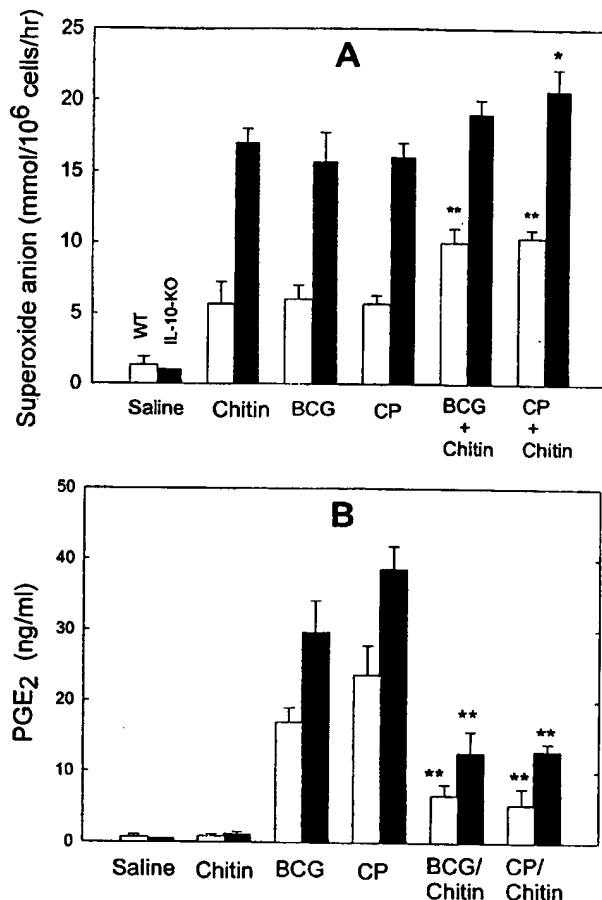 A
Superoxide anion (mmol/10⁶ cells/hr)
25
20
15
10
5
0
WT
IL-10-KO
**
**
*
Saline
Chitin
BCG
CP
BCG
+
Chitin
CP
+
Chitin
B
PGE₂ (ng/ml)
50
40
30
20
10
0
**
**
**
**
Saline
Chitin
BCG
CP
BCG/
Chitin
CP/
Chitin